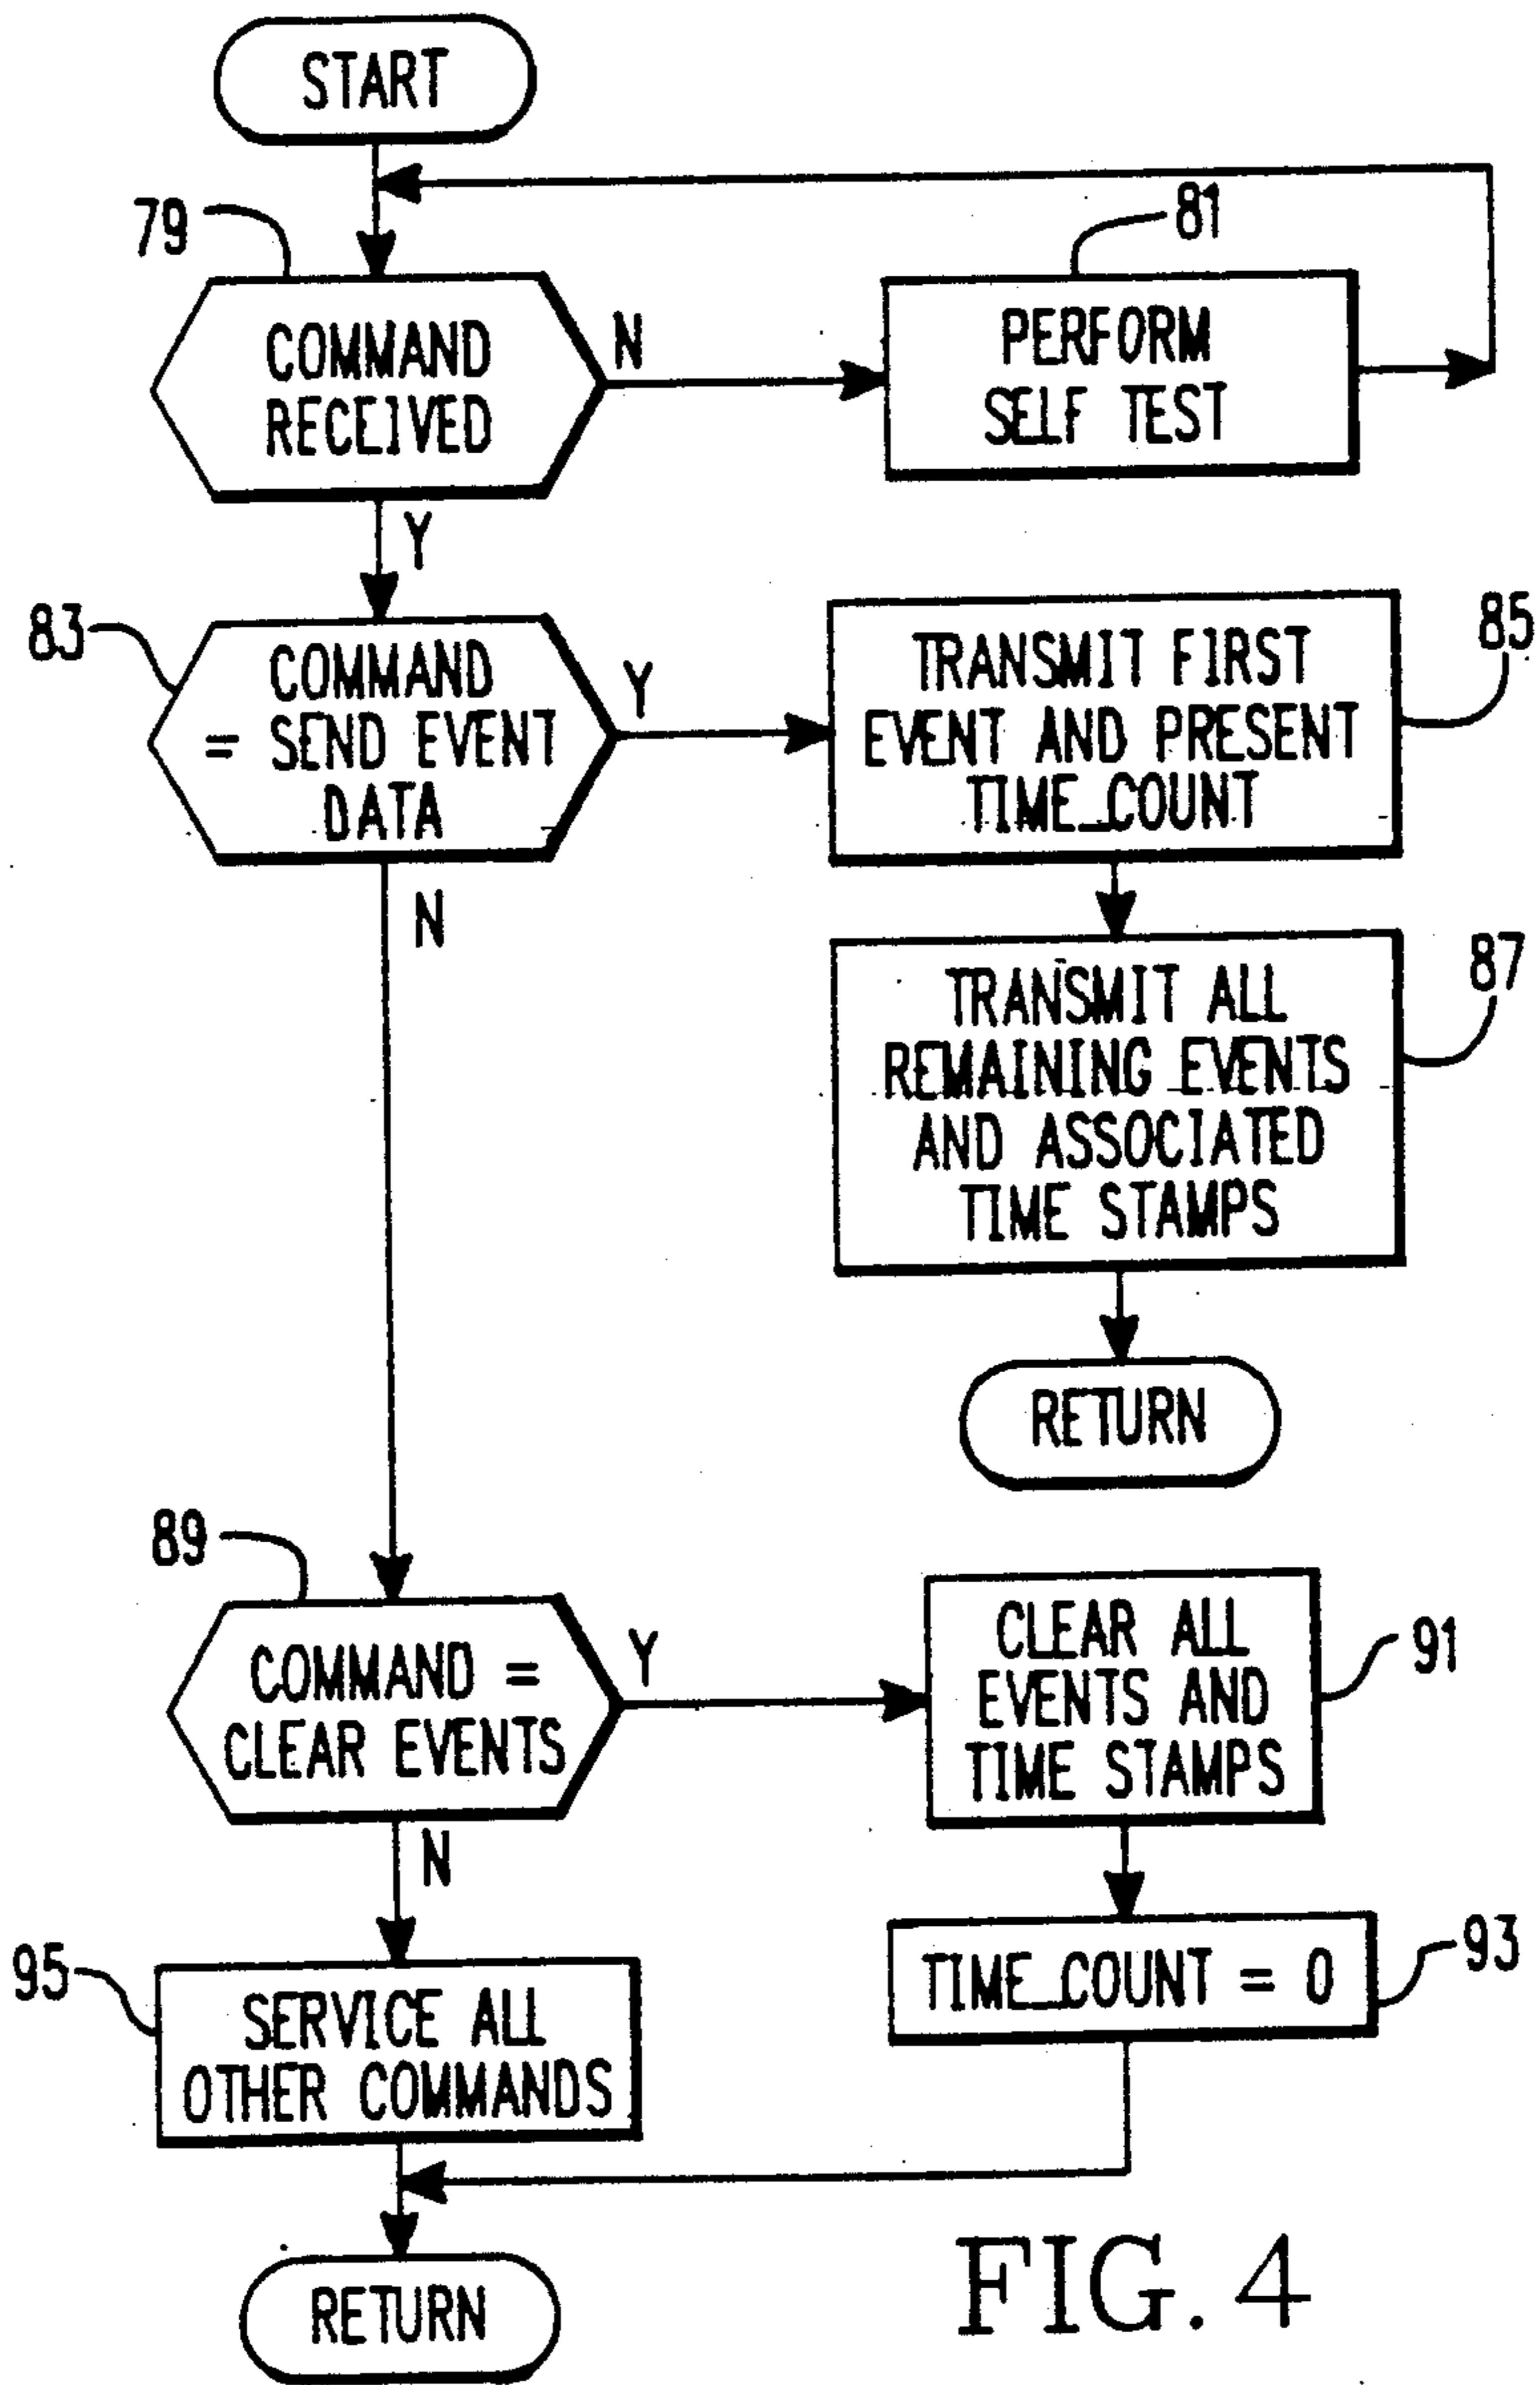 START
79
81
COMMAND
RECEIVED
N
PERFORM
SELF TEST
Y
83
COMMAND
= SEND EVENT
DATA
Y
TRANSMIT FIRST
EVENT AND PRESENT
TIME_COUNT
85
N
TRANSMIT ALL
REMAINING EVENTS
AND ASSOCIATED
TIME STAMPS
87
RETURN
89
COMMAND =
CLEAR EVENTS
Y
CLEAR ALL
EVENTS AND
TIME STAMPS
91
N
95
SERVICE ALL
OTHER COMMANDS
TIME_COUNT = 0
93
RETURN
FIG. 4